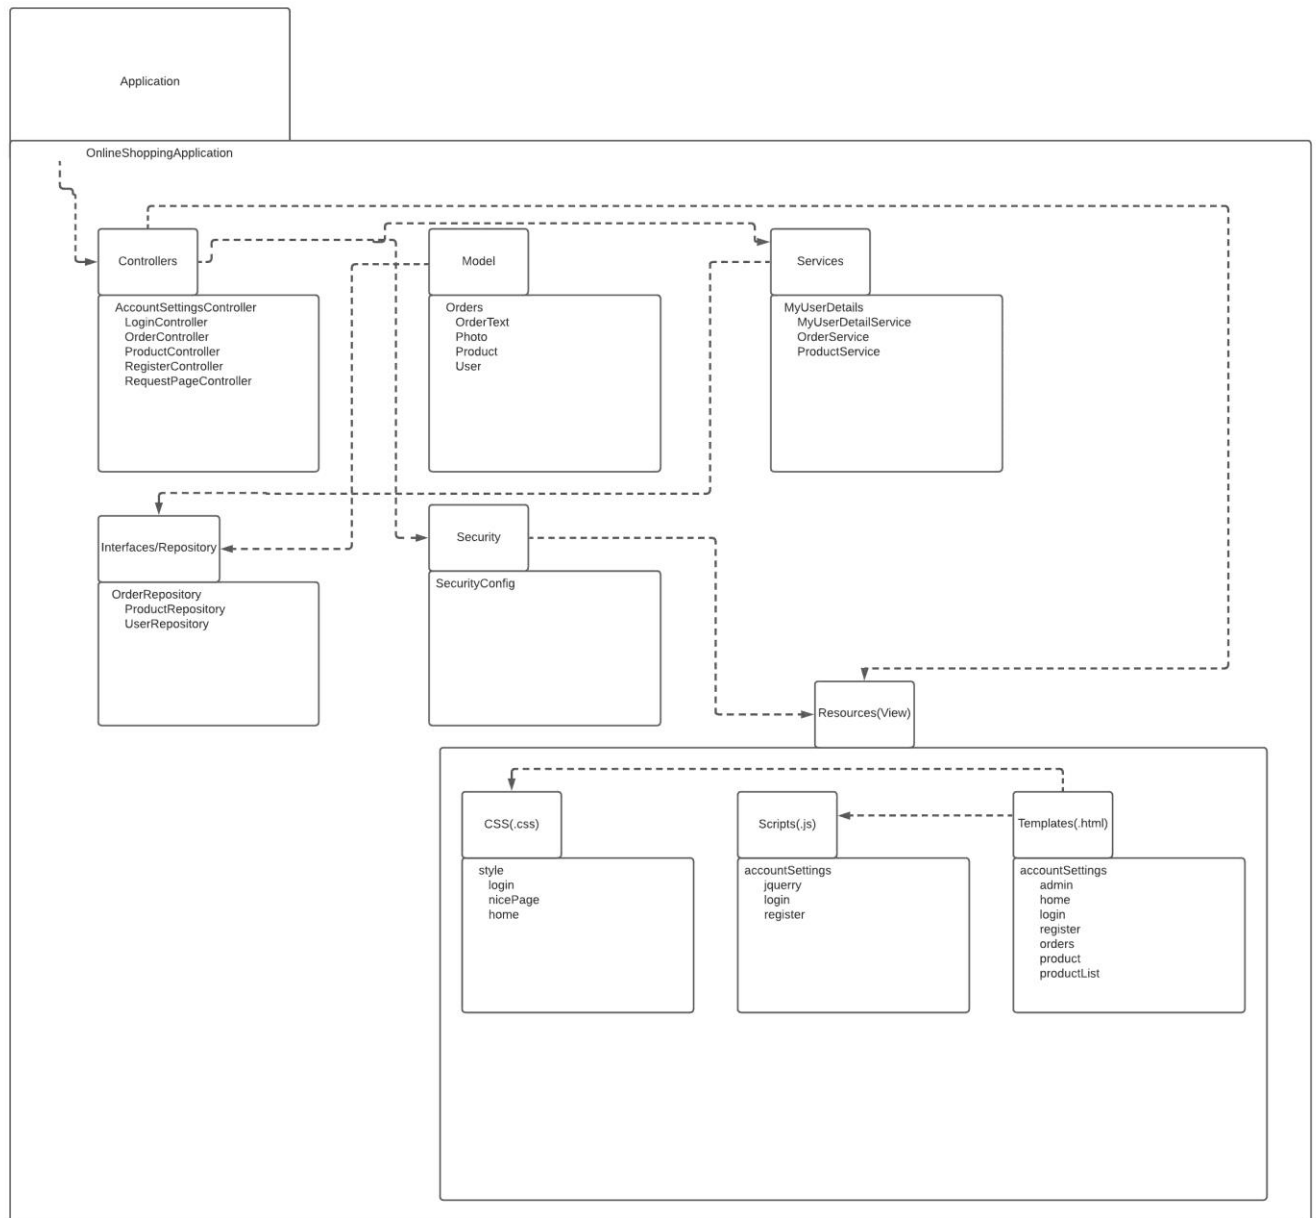 Application
OnlineShoppingApplication
Controllers
AccountSettingsController
LoginController
OrderController
ProductController
RegisterController
RequestPageController
Model
Orders
OrderText
Photo
Product
User
Services
MyUserDetails
MyUserDetailService
OrderService
ProductService
Interfaces/Repository
OrderRepository
ProductRepository
UserRepository
Security
SecurityConfig
Resources(View)
CSS(.css)
style
login
nicePage
home
Scripts(.js)
accountSettings
jquerry
login
register
Templates(.html)
accountSettings
admin
home
login
register
orders
product
productList